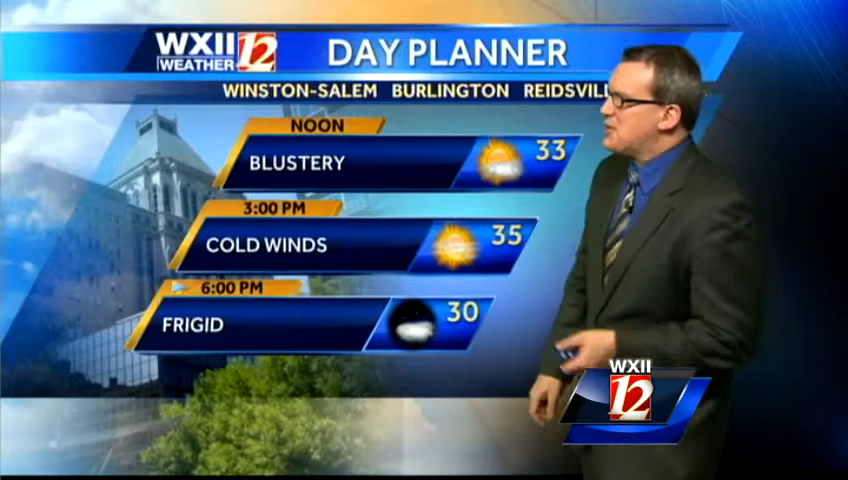 WXII 12
WEATHER
DAY PLANNER
WINSTON-SALEM BURLINGTON REIDSVILL
NOON
BLUSTERY 33
3:00 PM
COLD WINDS 35
6:00 PM
FRIGID 30
WXII
12